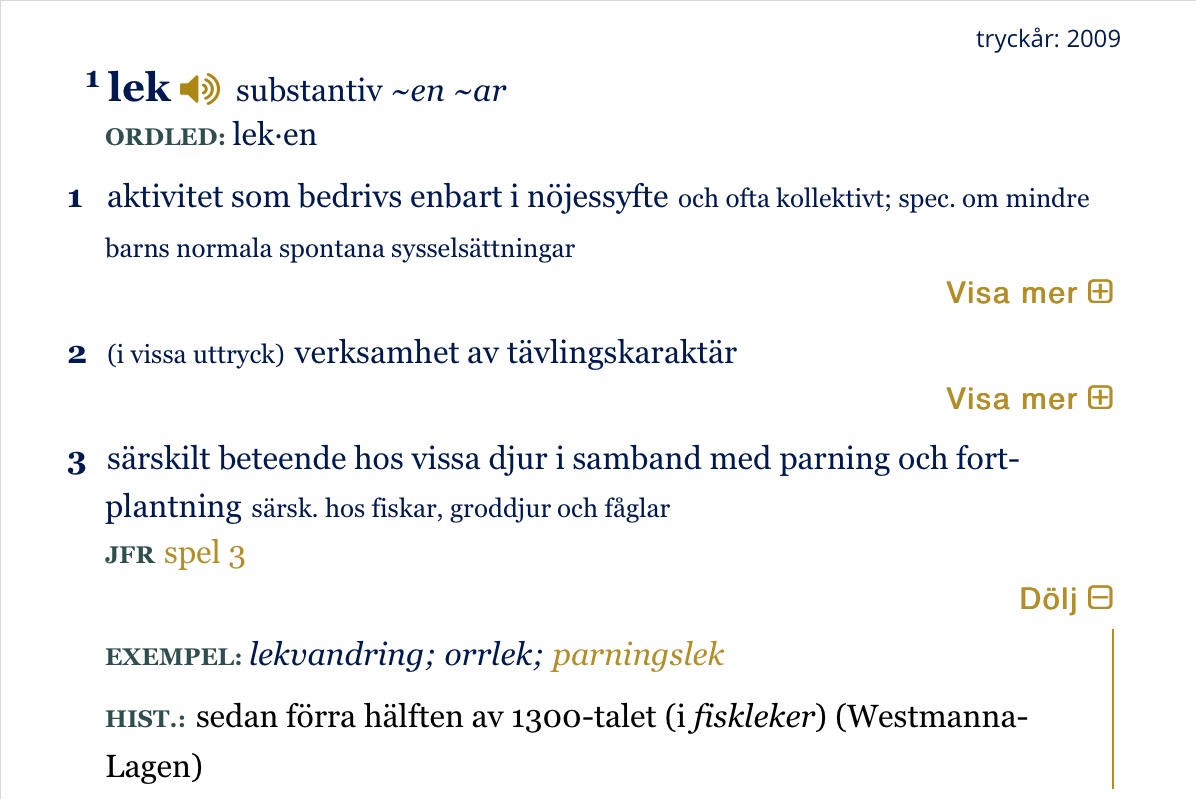 tryckår: 2009
¹ lek substantiv ~en ~ar
ORDLED: lek·en
1 aktivitet som bedrivs enbart i nöjessyfte och ofta kollektivt; spec. om mindre
barns normala spontana sysselsättningar
Visa mer
2 (i vissa uttryck) verksamhet av tävlingskaraktär
Visa mer
3 särskilt beteende hos vissa djur i samband med parning och fort-
plantning särsk. hos fiskar, groddjur och fåglar
JFR spel 3
Dölj
EXEMPEL: lekvandring; orrlek; parningslek
HIST.: sedan förra hälften av 1300-talet (i fiskleker) (Westmanna-
Lagen)